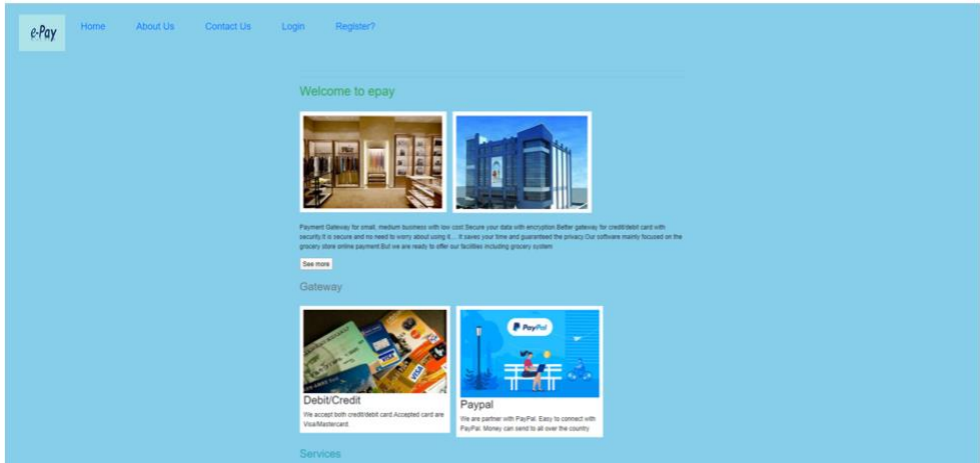 e-Pay
Home About Us Contact Us Login Register?
Welcome to epay
Payment Gateway for small, medium business with low cost.Secure your data with encryption.Better gateway for credit/debit card with
security.It is secure and no need to worry about using it.... It saves your time and guaranteed the privacy.Our software mainly focused on the
grocery store online payment.But we are ready to offer our facilities including grocery system
See more
Gateway
VISA
PayPal
Debit/Credit
We accept both credit/debit card.Accepted card are
Visa/Mastercard.
Paypal
We are partner with PayPal. Easy to connect with
PayPal. Money can send to all over the country
Services